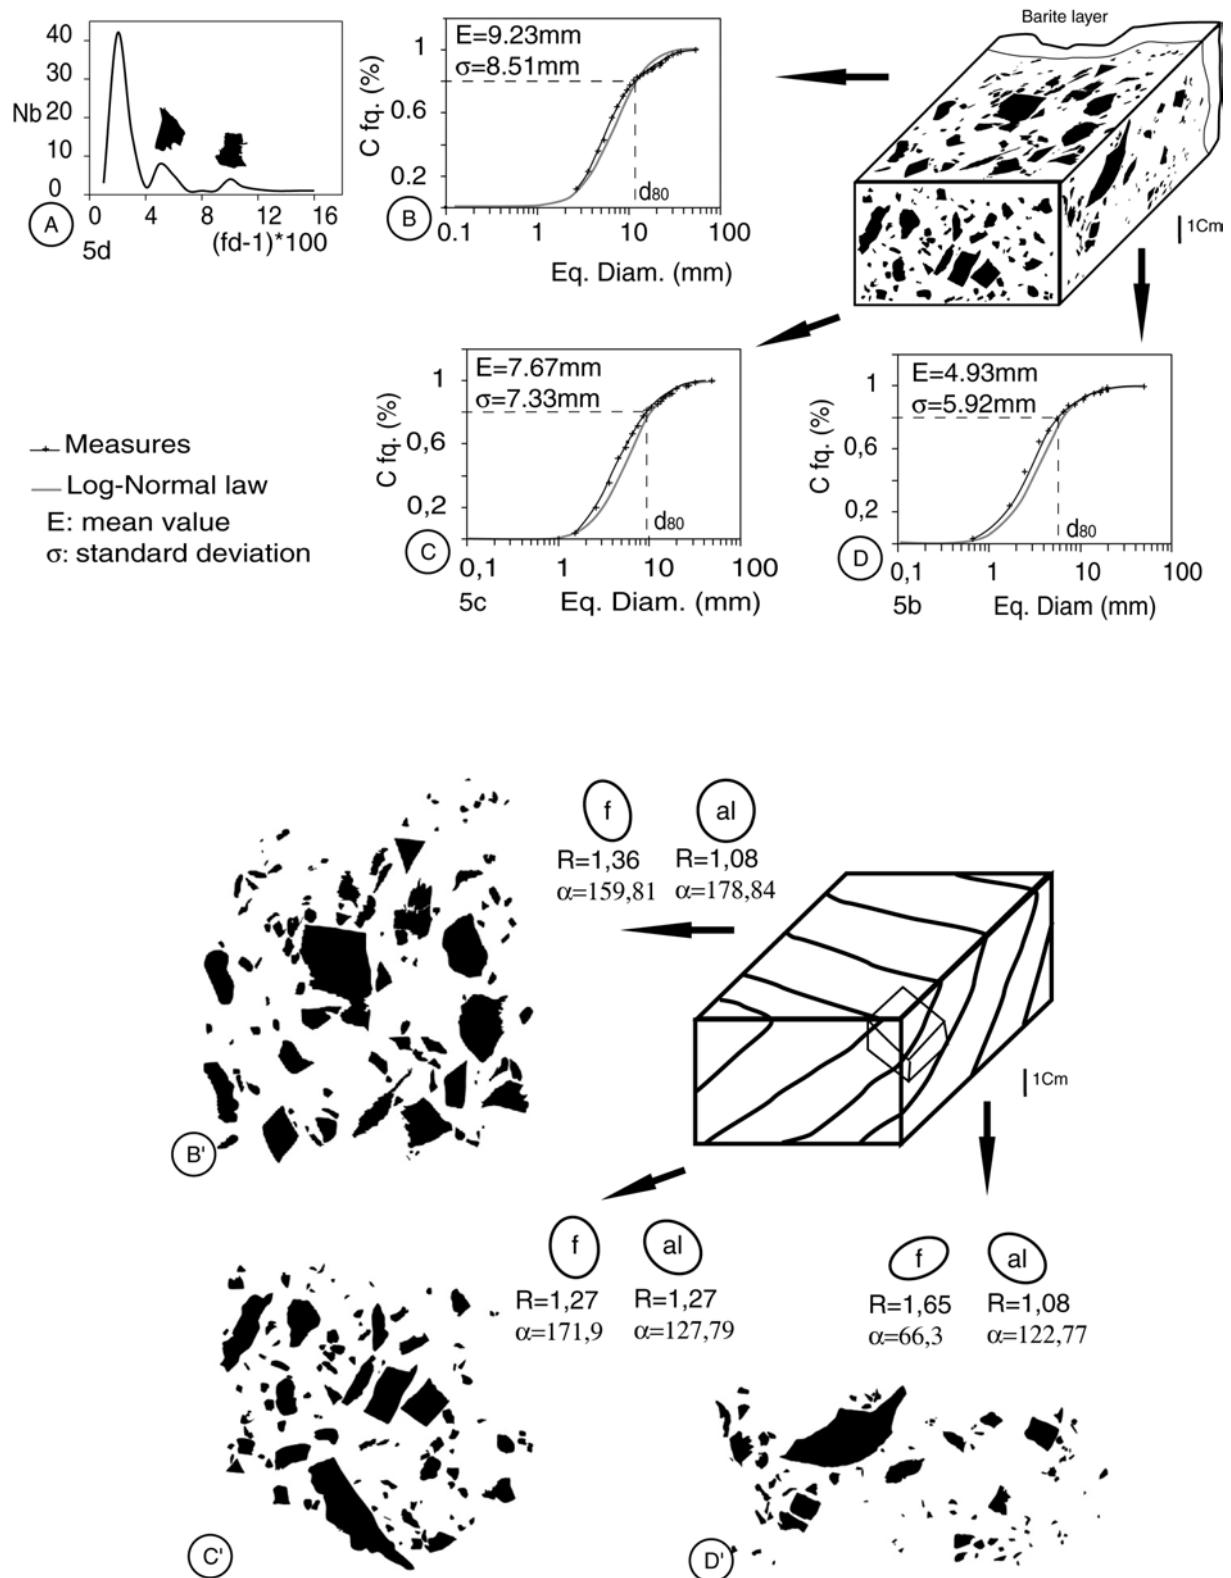 40
30
Nb 20
10
0
0 4 8 12 16
(fd-1)*100
A
5d
E=9.23mm
σ=8.51mm
C fq. (%)
1
0.6
0.2
d80
B
0.1 1 10 100
Eq. Diam. (mm)
Barite layer
1Cm
E=7.67mm
σ=7.33mm
C fq. (%)
1
0,6
0,2
d80
C
0,1 1 10 100
5c Eq. Diam. (mm)
E=4.93mm
σ=5.92mm
C fq. (%)
1
0,6
0,2
d80
D
0,1 1 10 100
5b Eq. Diam (mm)
Measures
Log-Normal law
E: mean value
σ: standard deviation
f al
R=1,36 R=1,08
α=159,81 α=178,84
B'
1Cm
f al
R=1,27 R=1,27
α=171,9 α=127,79
C'
f al
R=1,65 R=1,08
α=66,3 α=122,77
D'